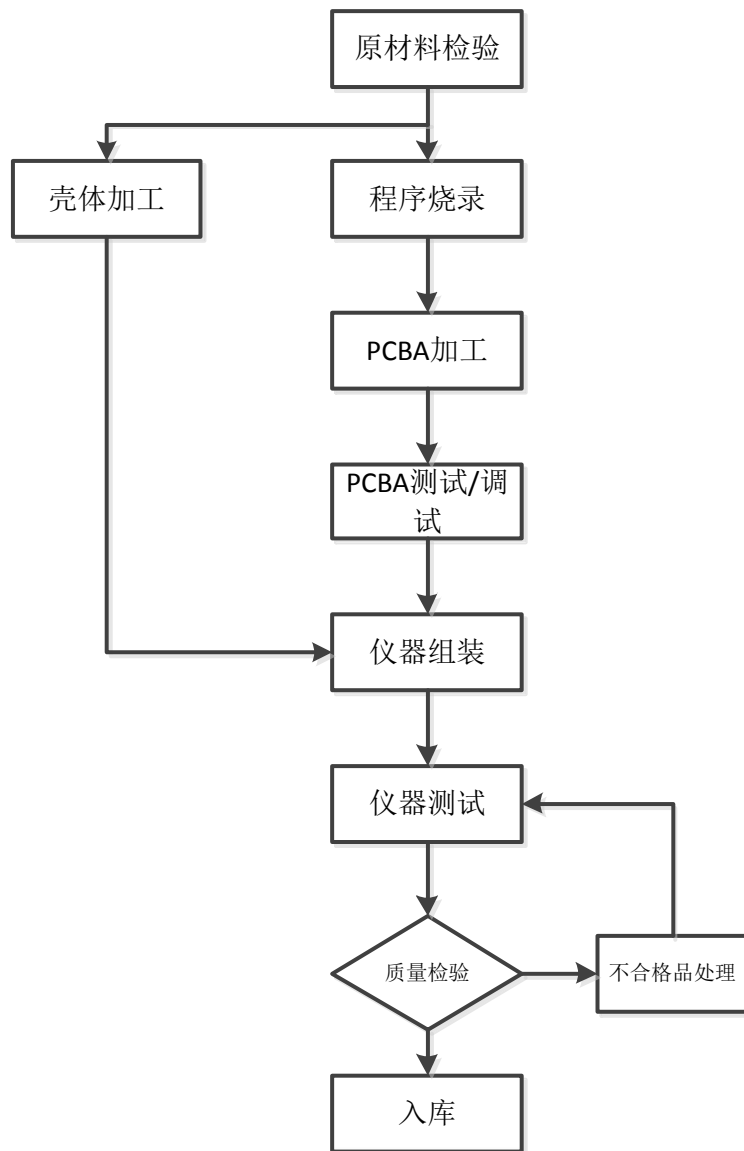 原材料检验
壳体加工
程序烧录
PCBA加工
PCBA测试/调
试
仪器组装
仪器测试
质量检验
不合格品处理
入库